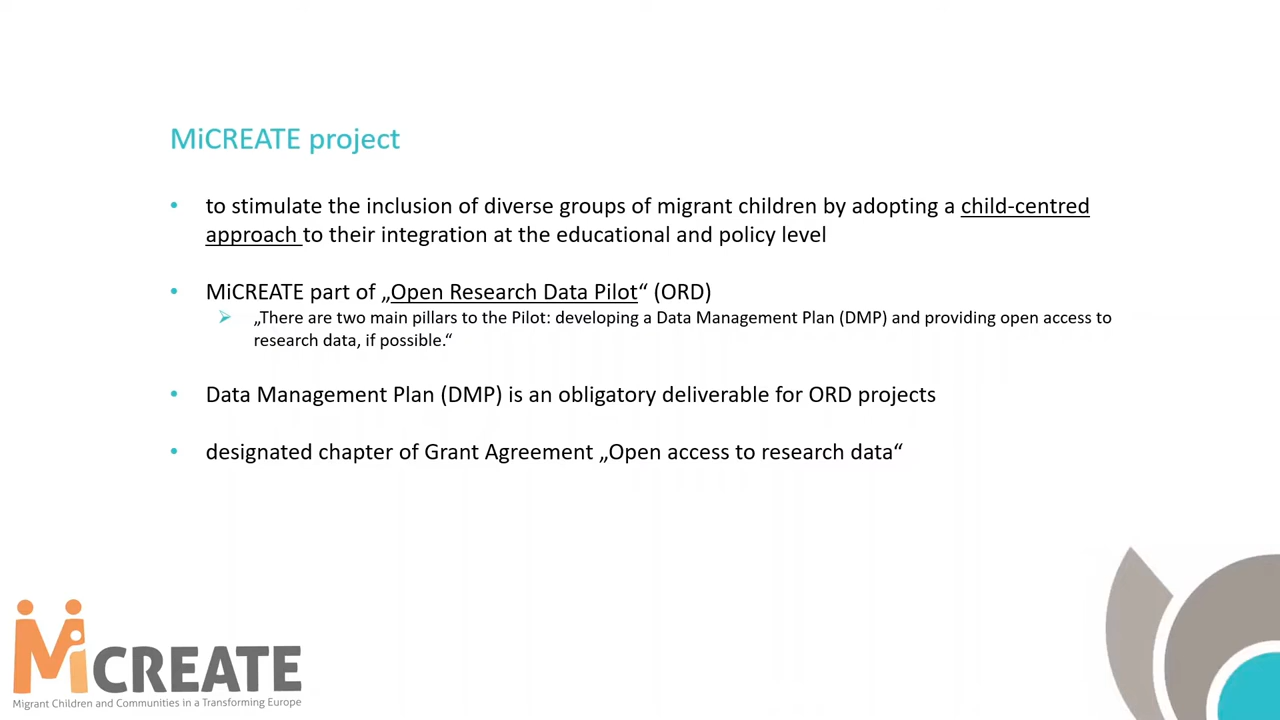 MiCREATE project
• to stimulate the inclusion of diverse groups of migrant children by adopting a child-centred
approach to their integration at the educational and policy level
• MiCREATE part of „Open Research Data Pilot“ (ORD)
➢ „There are two main pillars to the Pilot: developing a Data Management Plan (DMP) and providing open access to
research data, if possible.“
• Data Management Plan (DMP) is an obligatory deliverable for ORD projects
• designated chapter of Grant Agreement „Open access to research data“
MiCREATE
Migrant Children and Communities in a Transforming Europe